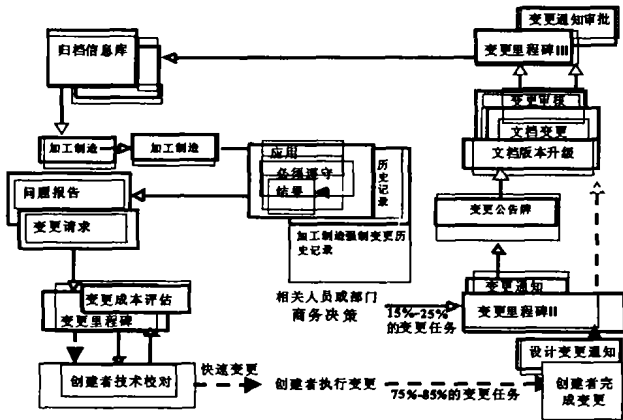 变更通知审批
归档信息库
变更里程碑III
变更审核
文档变更
文档版本升级
加工制造
加工制造
应用
必须遵守
结果
历史记录
问题报告
变更请求
变更公告牌
加工制造强制变更历
史记录
变更通知
相关人员或部门
商务决策
15%-25%
的变更任务
变更里程碑II
变更成本评估
变更里程碑
设计变更通知
创建者技术校对
快速变更
创建者执行变更
75%-85%的变更任务
创建者完
成变更